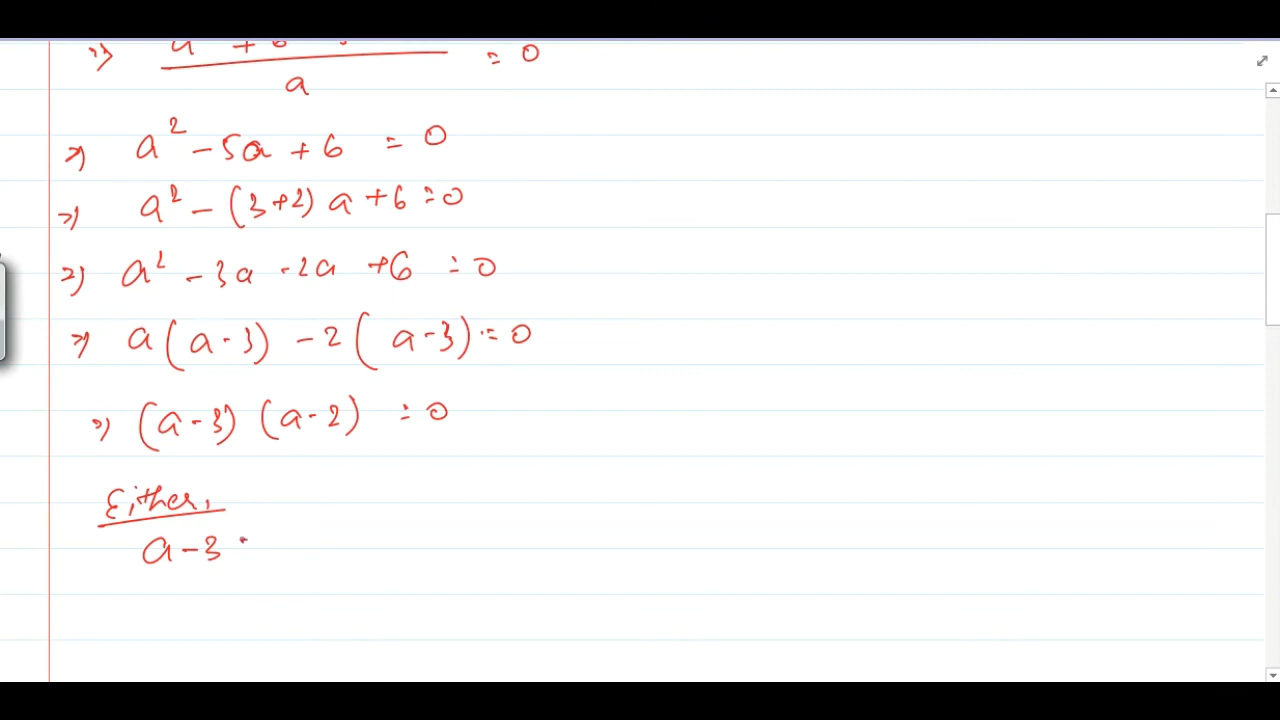 = 0
a
⇒ a² - 5a + 6 = 0
⇒ a² - (3+2) a + 6 = 0
⇒ a² - 3a - 2a + 6 = 0
⇒ a (a - 3) - 2 (a - 3) = 0
⇒ (a - 3) (a - 2) = 0
Either,
a - 3